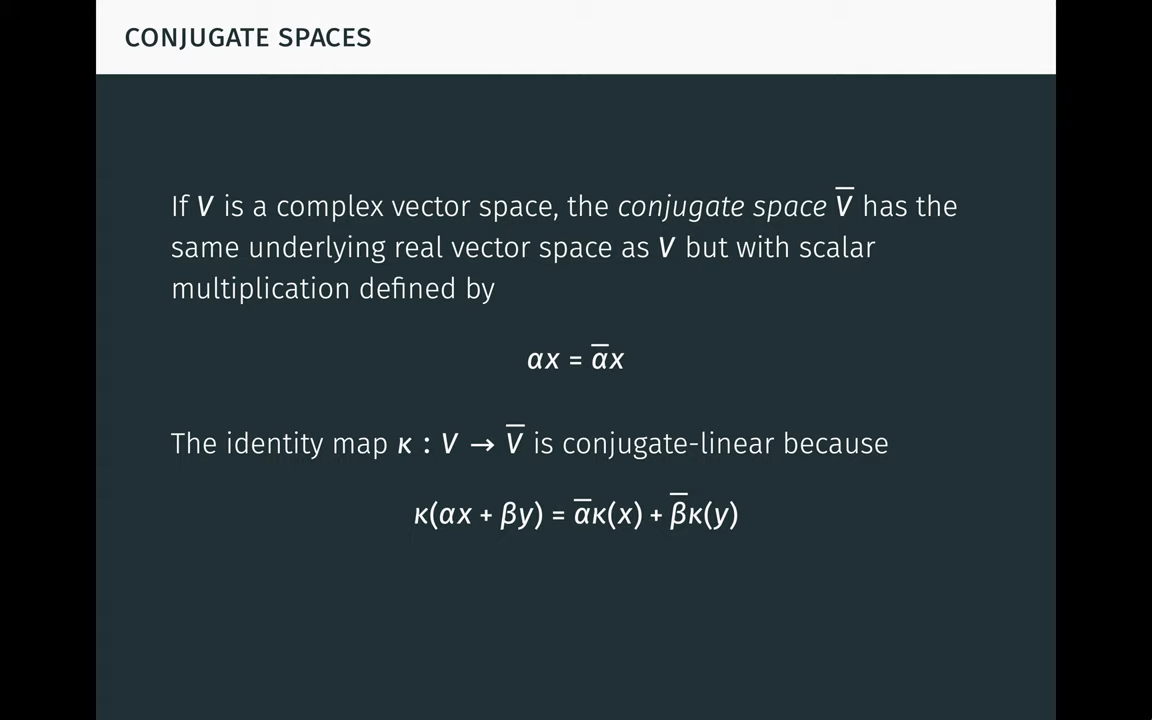 CONJUGATE SPACES
If V is a complex vector space, the conjugate space V̅ has the
same underlying real vector space as V but with scalar
multiplication defined by
αx = α̅x
The identity map κ : V → V̅ is conjugate-linear because
κ(αx + βy) = α̅κ(x) + β̅κ(y)